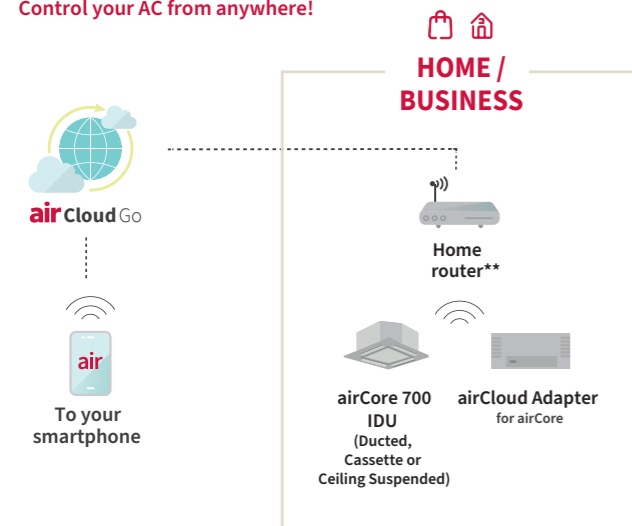 Control your AC from anywhere!
HOME /
BUSINESS
air Cloud Go
Home
router**
air
To your
smartphone
airCore 700
IDU
(Ducted,
Cassette or
Ceiling Suspended)
airCloud Adapter
for airCore